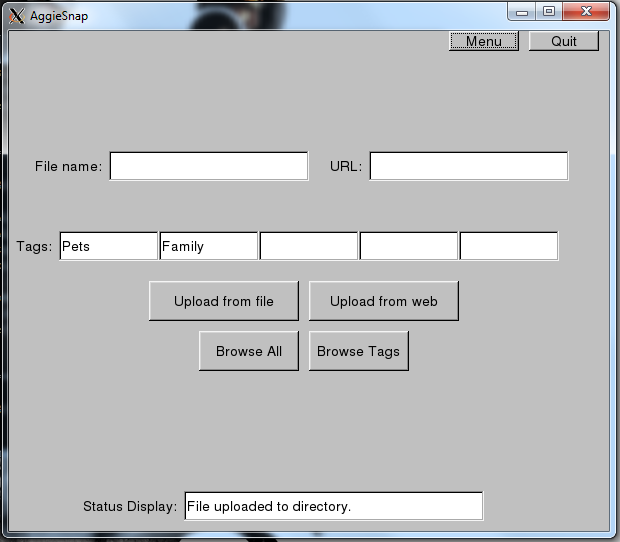 AggieSnap
Menu Quit
File name: URL:
Tags: Pets Family
Upload from file Upload from web
Browse All Browse Tags
Status Display: File uploaded to directory.